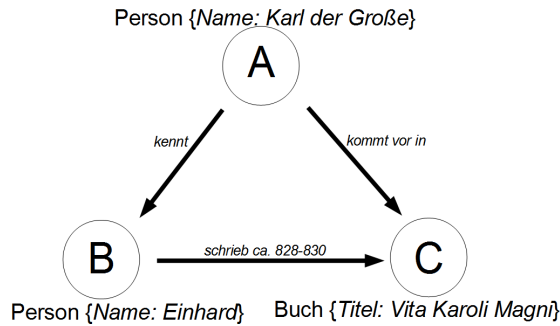 Person {Name: Karl der Große}
A
kennt
kommt vor in
B
schrieb ca. 828-830
C
Person {Name: Einhard}
Buch {Titel: Vita Karoli Magni}